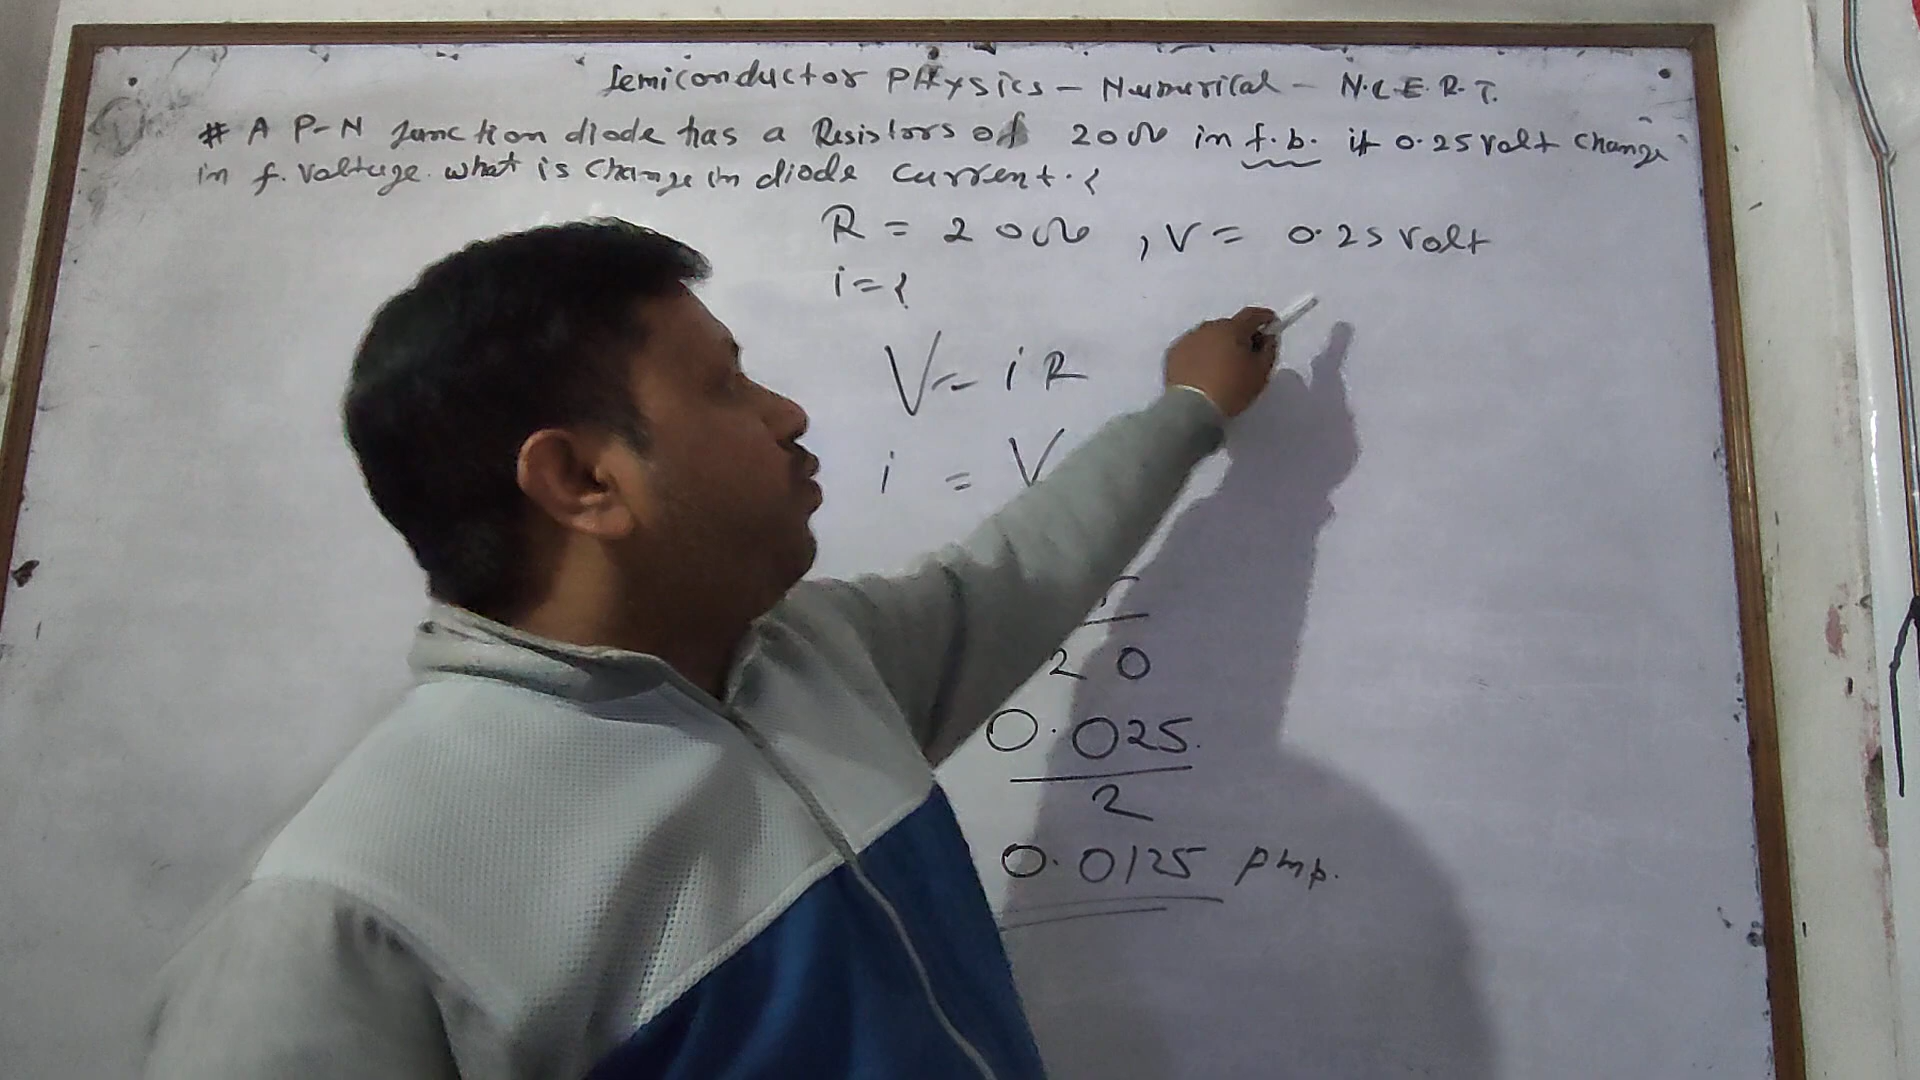 Semiconductor Physics - Numurical - N.C.E.R.T.
# A P-N Junction diode has a Resistors of 20Ω in f.b. if 0.25 volt change
in f. voltage. what is change in diode current.?
R = 20Ω , V = 0.25 volt
i = ?
V = iR
i = V
20
0.025
2
0.0125 Amp.